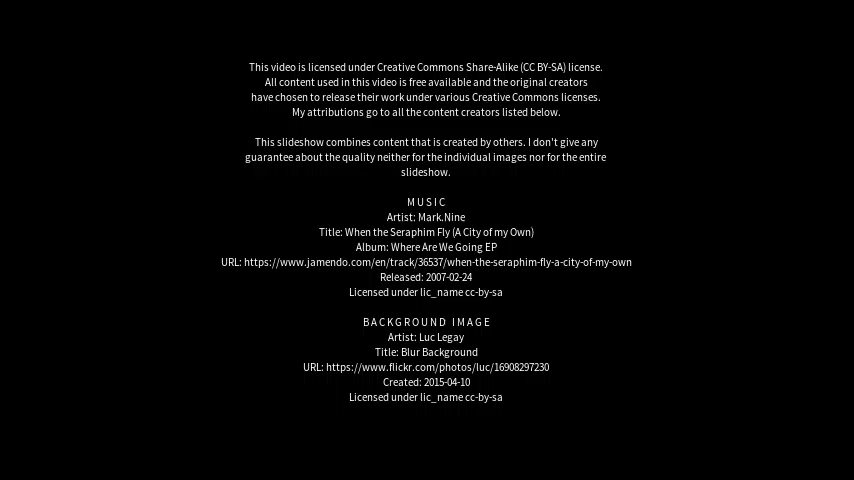 This video is licensed under Creative Commons Share-Alike (CC BY-SA) license.
All content used in this video is free available and the original creators
have chosen to release their work under various Creative Commons licenses.
My attributions go to all the content creators listed below.
This slideshow combines content that is created by others. I don't give any
guarantee about the quality neither for the individual images nor for the entire
slideshow.
MUSIC
Artist: Mark.Nine
Title: When the Seraphim Fly (A City of my Own)
Album: Where Are We Going EP
URL: https://www.jamendo.com/en/track/36537/when-the-seraphim-fly-a-city-of-my-own
Released: 2007-02-24
Licensed under lic_name cc-by-sa
BACKGROUND IMAGE
Artist: Luc Legay
Title: Blur Background
URL: https://www.flickr.com/photos/luc/16908297230
Created: 2015-04-10
Licensed under lic_name cc-by-sa